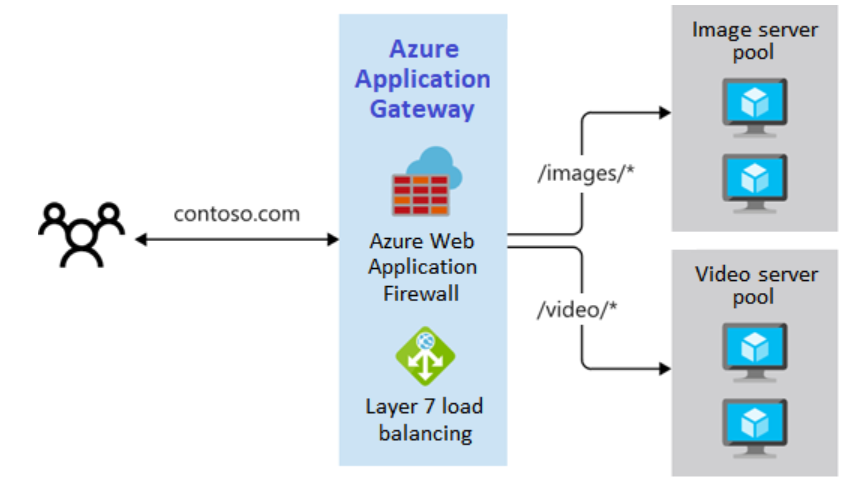 contoso.com
Azure
Application
Gateway
Azure Web
Application
Firewall
Layer 7 load
balancing
/images/*
/video/*
Image server
pool
Video server
pool